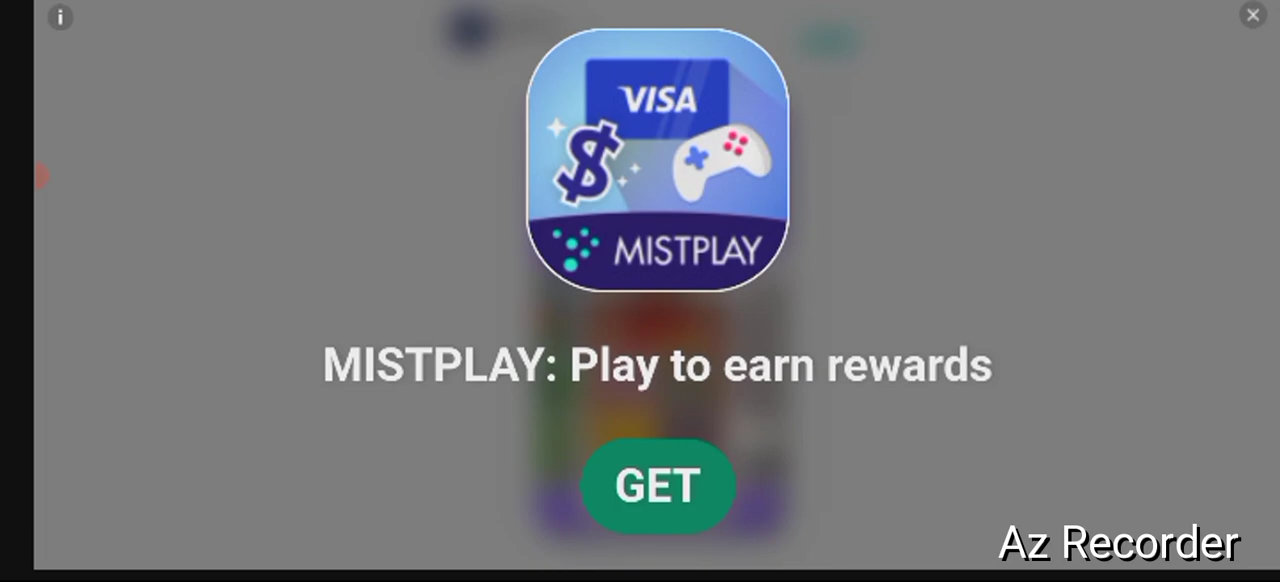 VISA
$
MISTPLAY
MISTPLAY: Play to earn rewards
GET
Az Recorder